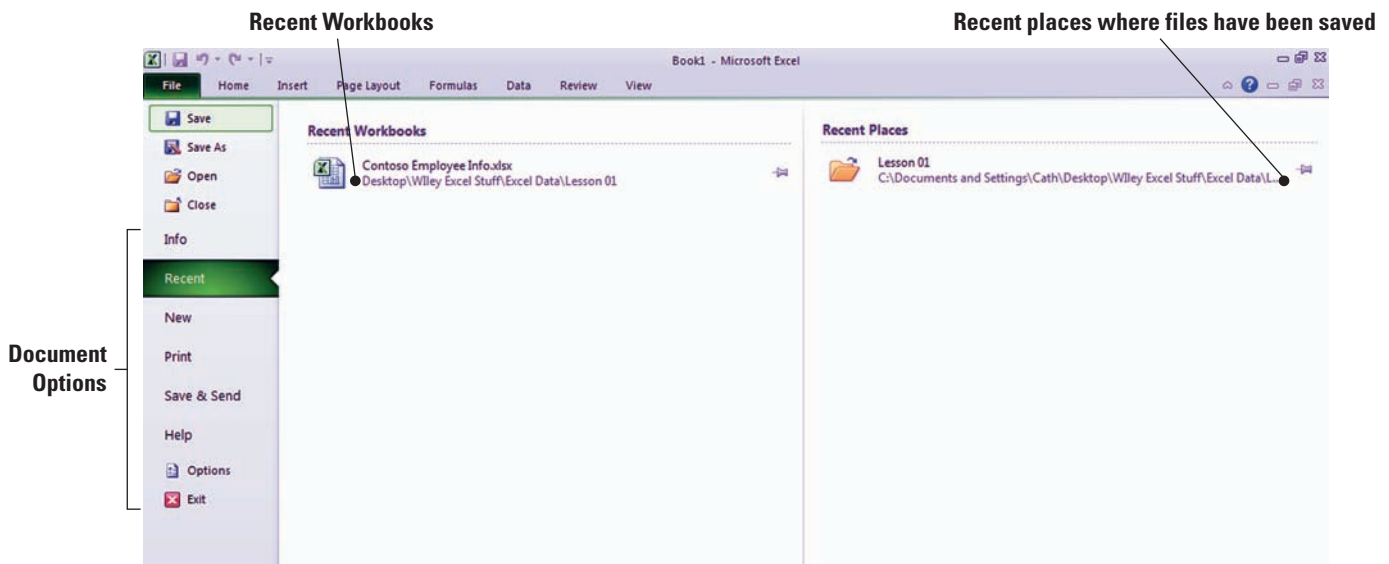 Recent Workbooks
Recent places where files have been saved
Book1 - Microsoft Excel
File Home Insert Page Layout Formulas Data Review View
Save
Save As
Open
Close
Info
Recent
New
Print
Save & Send
Help
Options
Exit
Document
Options
Recent Workbooks
Contoso Employee Info.xlsx
Desktop\WIley Excel Stuff\Excel Data\Lesson 01
Recent Places
Lesson 01
C:\Documents and Settings\Cath\Desktop\WIley Excel Stuff\Excel Data\L...